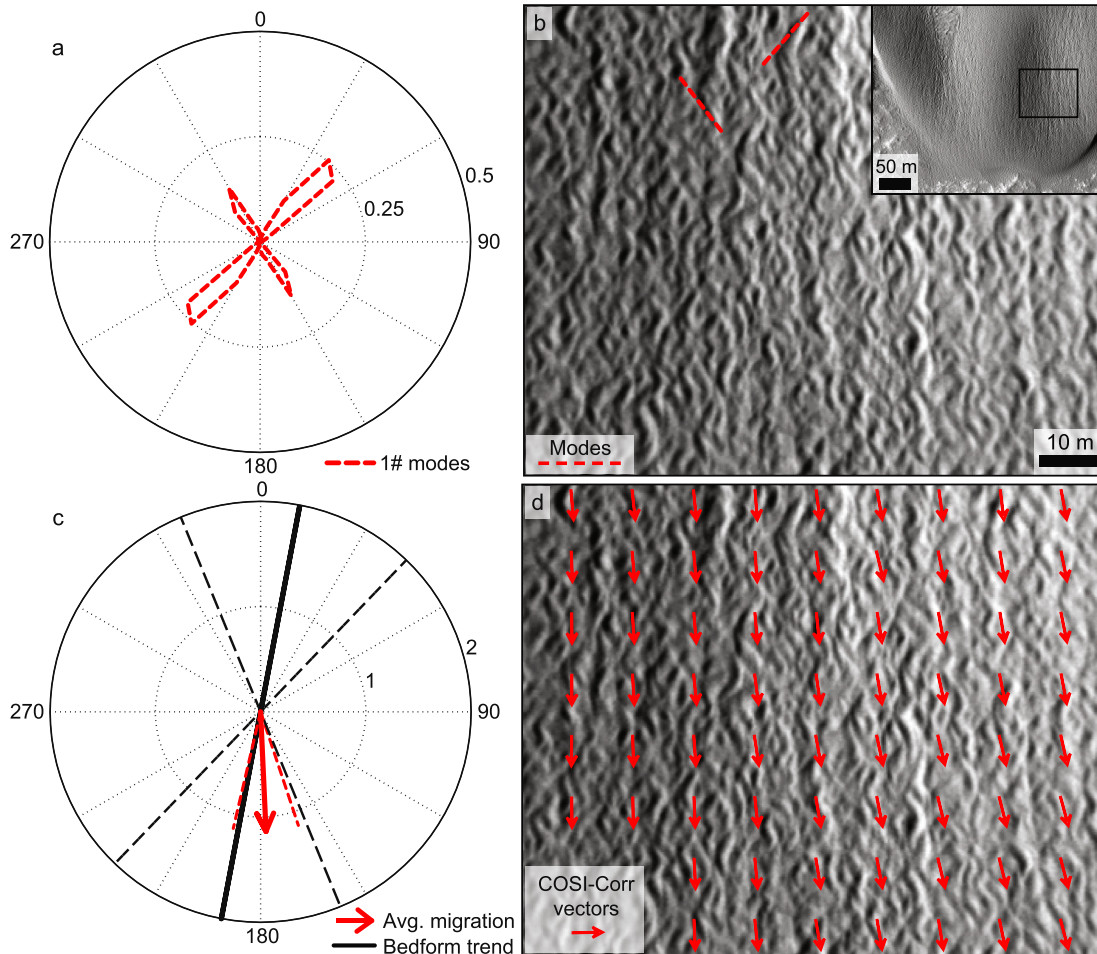 a
0
0.5
0.25
270
90
180
1# modes
b
50 m
Modes
10 m
c
0
2
1
270
90
180
Avg. migration
Bedform trend
d
COSI-Corr
vectors